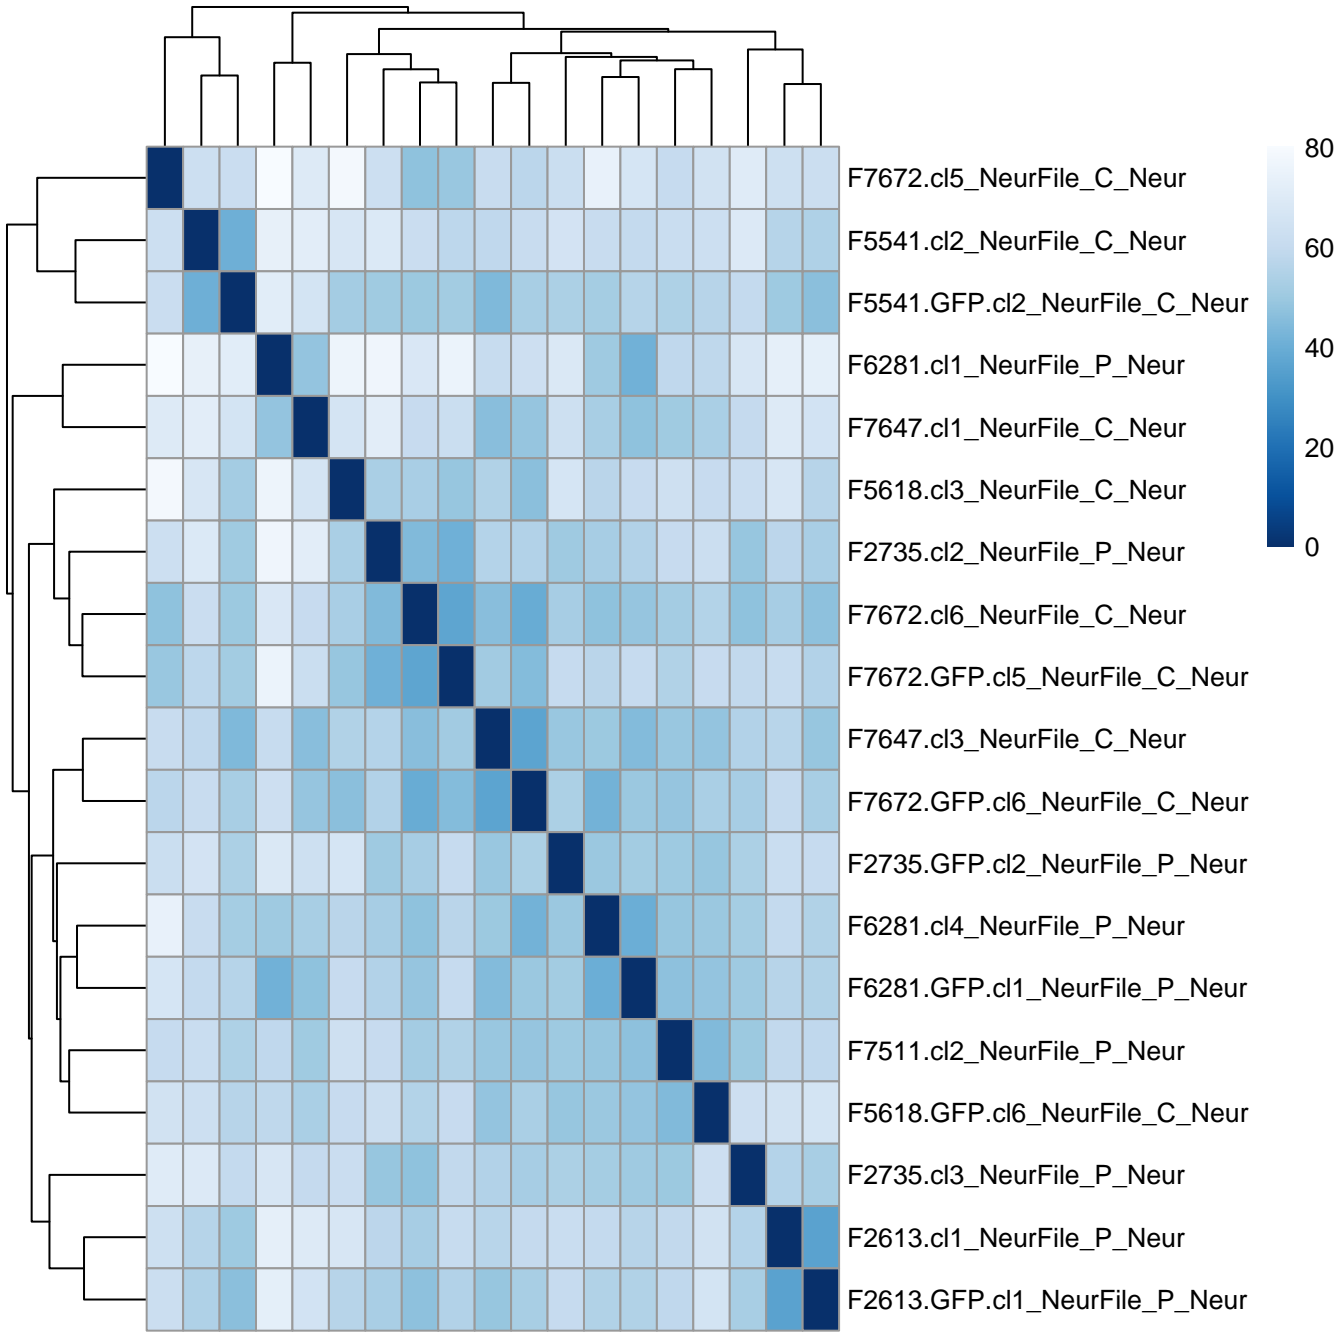 F7672.cl5_NeurFile_C_Neur
F5541.cl2_NeurFile_C_Neur
F5541.GFP.cl2_NeurFile_C_Neur
F6281.cl1_NeurFile_P_Neur
F7647.cl1_NeurFile_C_Neur
F5618.cl3_NeurFile_C_Neur
F2735.cl2_NeurFile_P_Neur
F7672.cl6_NeurFile_C_Neur
F7672.GFP.cl5_NeurFile_C_Neur
F7647.cl3_NeurFile_C_Neur
F7672.GFP.cl6_NeurFile_C_Neur
F2735.GFP.cl2_NeurFile_P_Neur
F6281.cl4_NeurFile_P_Neur
F6281.GFP.cl1_NeurFile_P_Neur
F7511.cl2_NeurFile_P_Neur
F5618.GFP.cl6_NeurFile_C_Neur
F2735.cl3_NeurFile_P_Neur
F2613.cl1_NeurFile_P_Neur
F2613.GFP.cl1_NeurFile_P_Neur
80
60
40
20
0